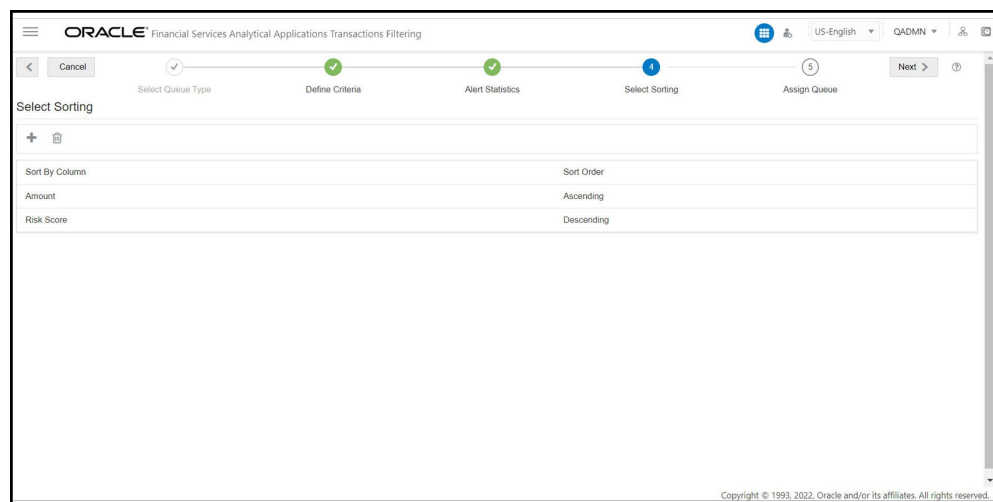 ORACLE® Financial Services Analytical Applications Transactions Filtering
US-English
QADMN
Cancel
4
5
Next
Select Queue Type
Define Criteria
Alert Statistics
Select Sorting
Assign Queue
Select Sorting
Sort By Column Sort Order
Amount Ascending
Risk Score Descending
Copyright © 1993, 2022, Oracle and/or its affiliates. All rights reserved.